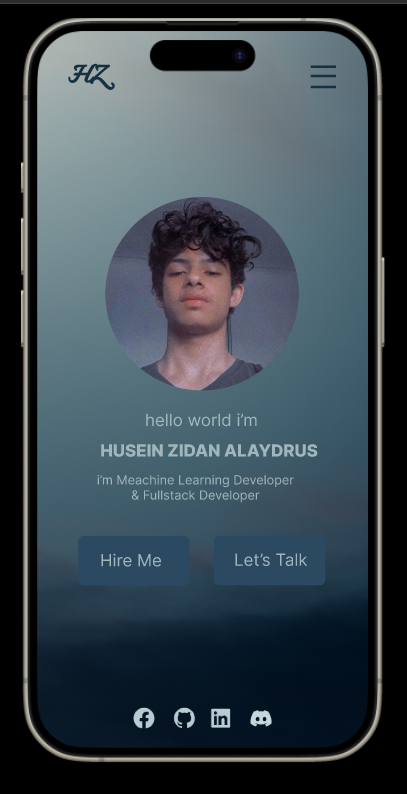 HZ
hello world i'm
HUSEIN ZIDAN ALAYDRUS
i'm Meachine Learning Developer
& Fullstack Developer
Hire Me
Let's Talk